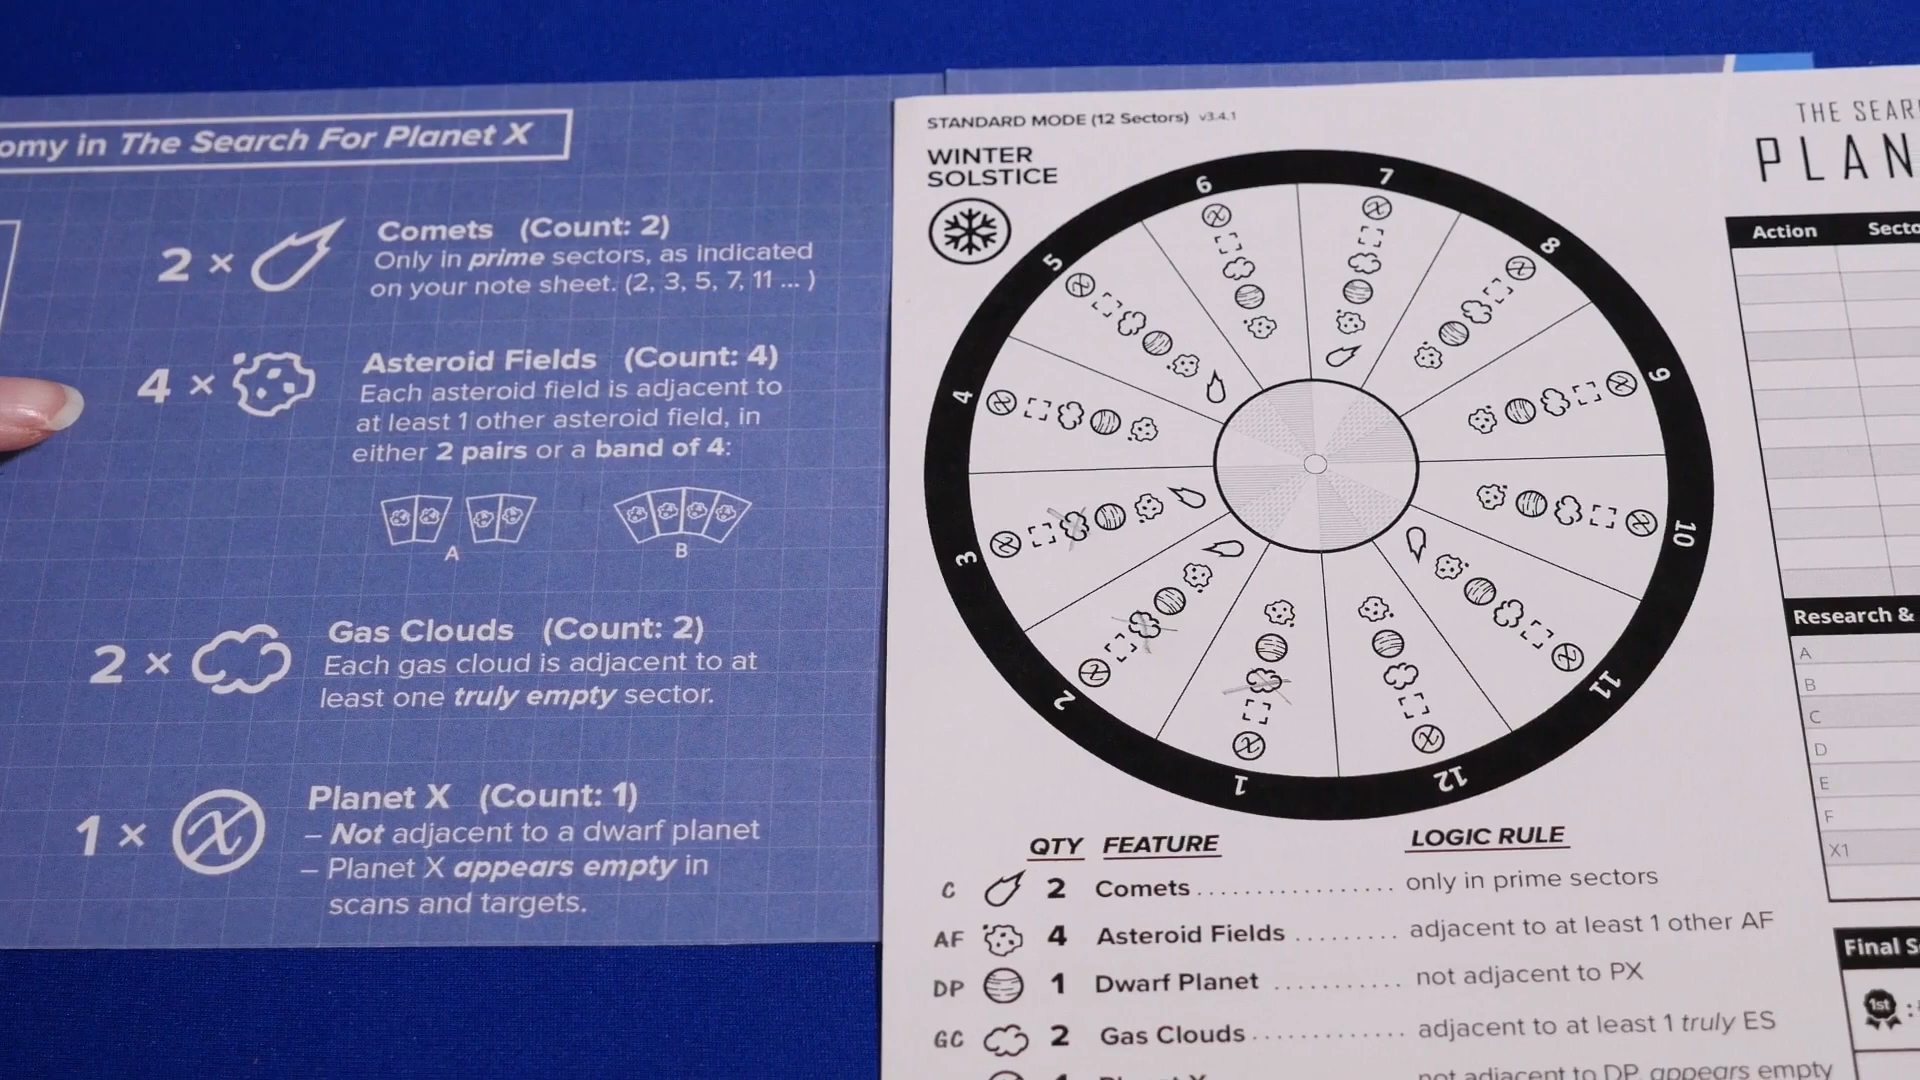 omy in The Search For Planet X
2 × Comets (Count: 2)
Only in prime sectors, as indicated
on your note sheet. (2, 3, 5, 7, 11 ... )
4 × Asteroid Fields (Count: 4)
Each asteroid field is adjacent to
at least 1 other asteroid field, in
either 2 pairs or a band of 4:
A B
2 × Gas Clouds (Count: 2)
Each gas cloud is adjacent to at
least one truly empty sector.
1 × Planet X (Count: 1)
– Not adjacent to a dwarf planet
– Planet X appears empty in
scans and targets.
STANDARD MODE (12 Sectors) v3.4.1
WINTER
SOLSTICE
1
2
3
4
5
6
7
8
9
10
11
12
QTY FEATURE LOGIC RULE
C 2 Comets ................ only in prime sectors
AF 4 Asteroid Fields ......... adjacent to at least 1 other AF
DP 1 Dwarf Planet ........... not adjacent to PX
GC 2 Gas Clouds ............. adjacent to at least 1 truly ES
not adjacent to DP, appears empty
THE SEAR
PLAN
Action Secto
Research &
A
B
C
D
E
F
X1
Final S
1st :